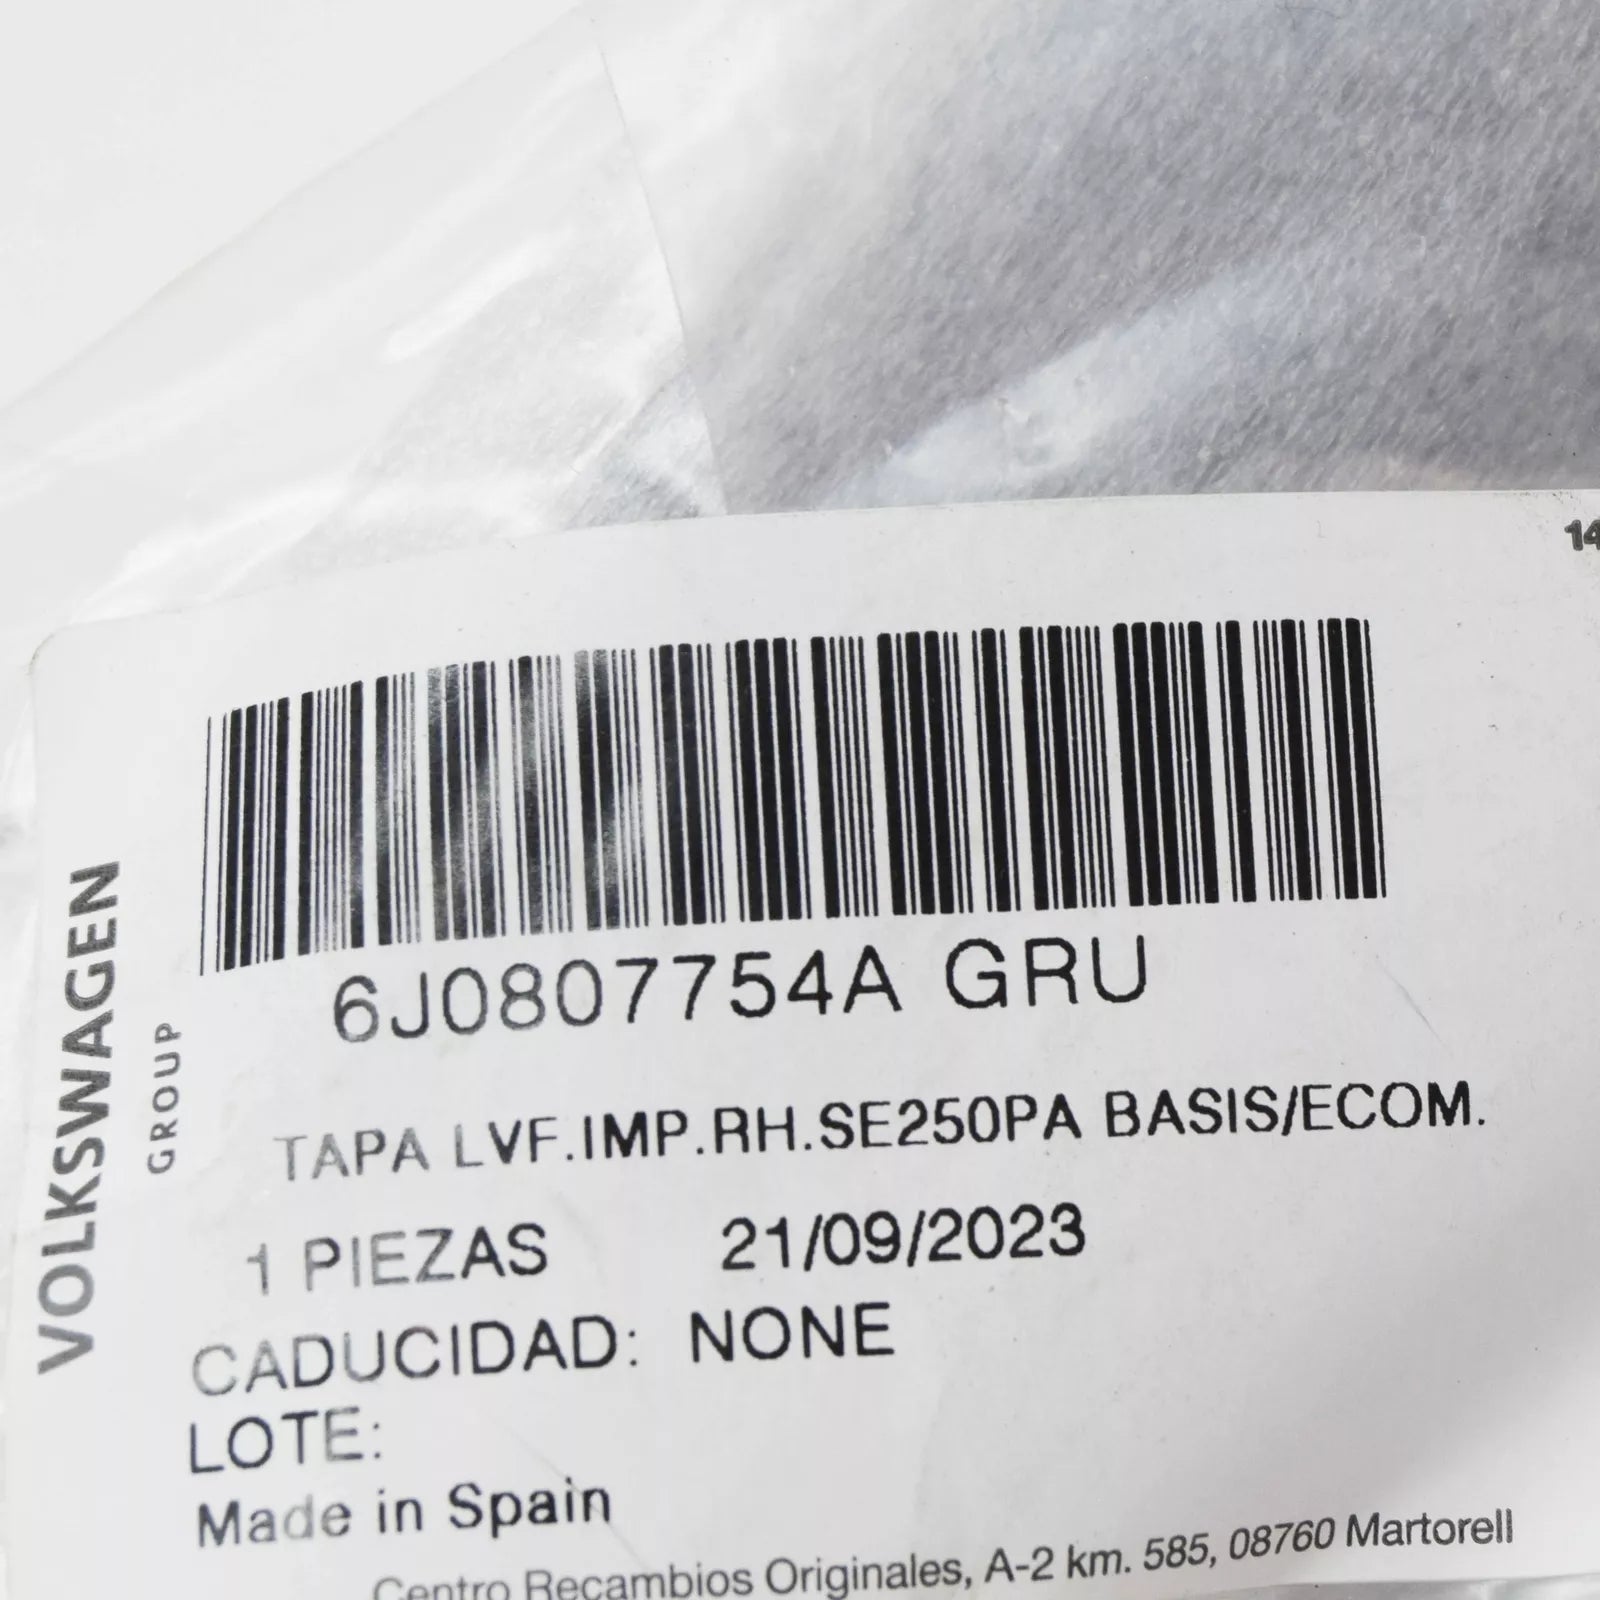 14
VOLKSWAGEN
GROUP
6J0807754A GRU
TAPA LVF.IMP.RH.SE250PA BASIS/ECOM.
1 PIEZAS 21/09/2023
CADUCIDAD: NONE
LOTE:
Made in Spain
Centro Recambios Originales, A-2 km. 585, 08760 Martorell